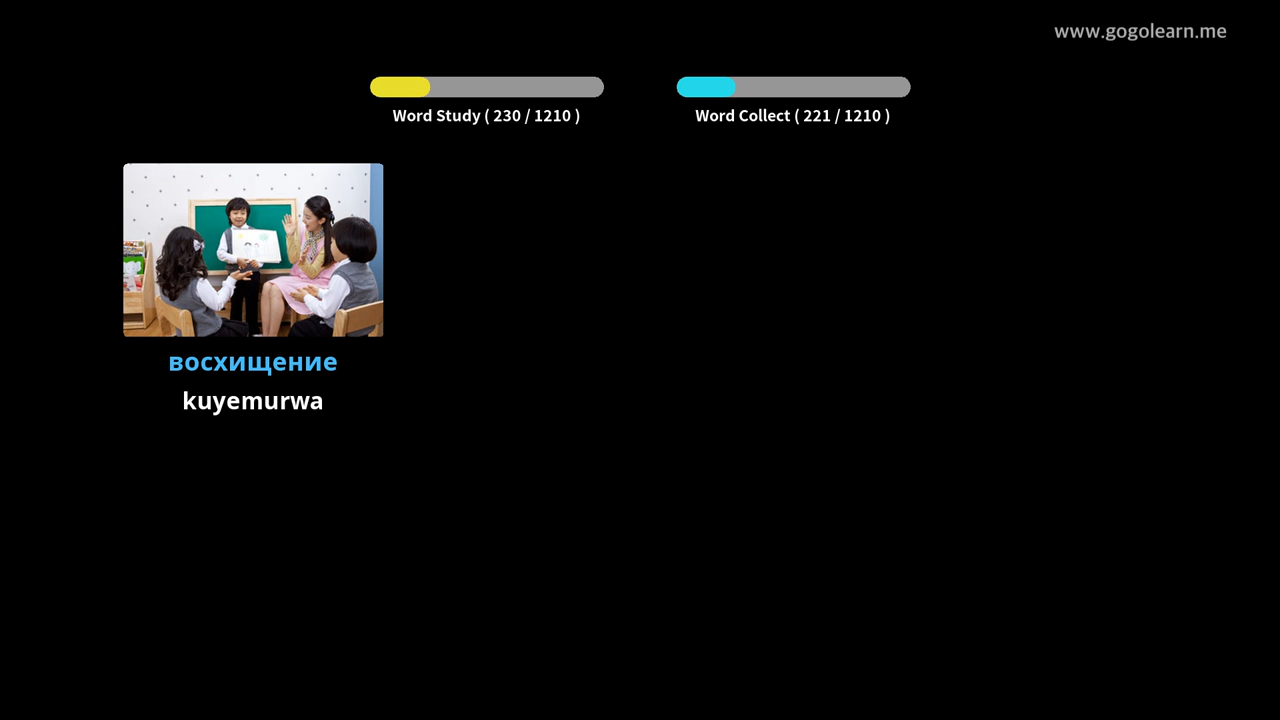 www.gogolearn.me
Word Study ( 230 / 1210 )
Word Collect ( 221 / 1210 )
восхищение
kuyemurwa